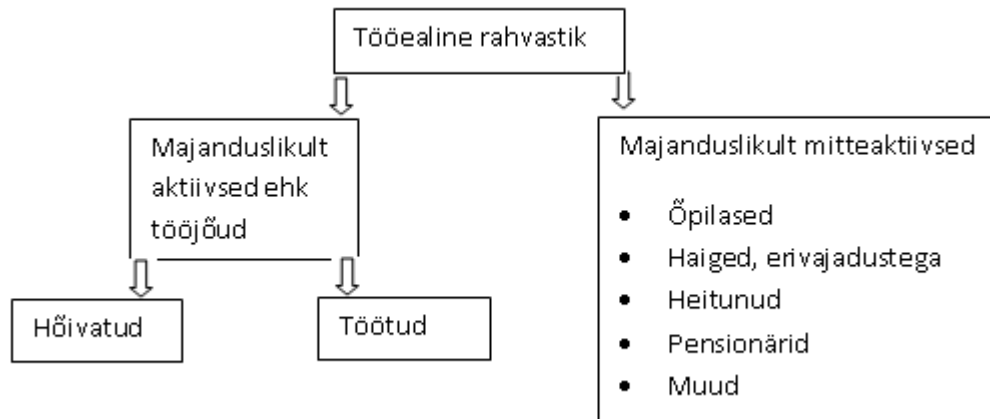 Tööealine rahvastik
Majanduslikult
aktiivsed ehk
tööjõud
Majanduslikult mitteaktiivsed
• Õpilased
• Haiged, erivajadustega
• Heitunud
• Pensionärid
• Muud
Hõivatud
Töötud